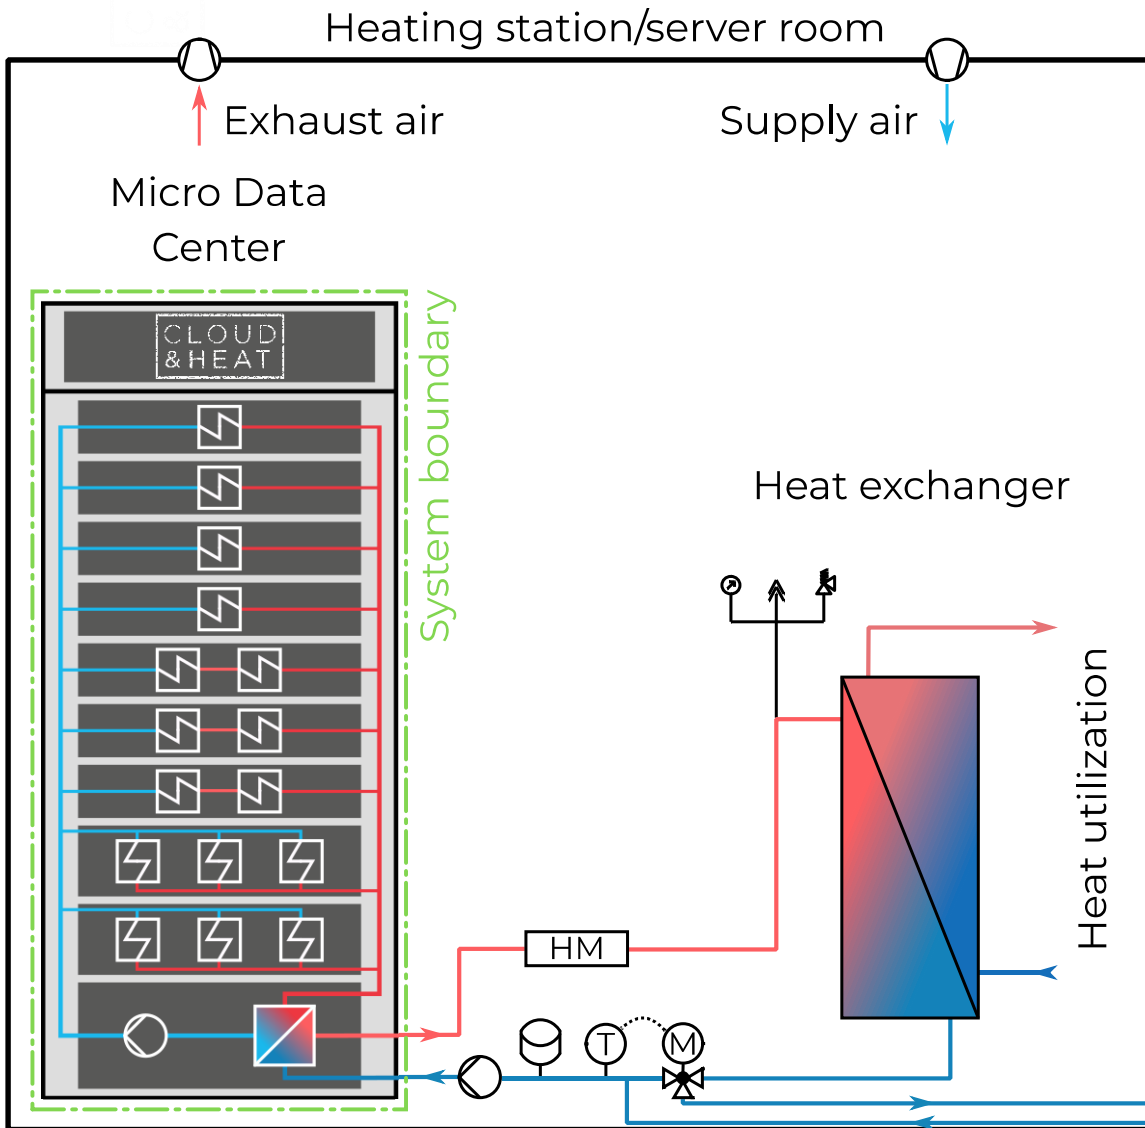 Heating station/server room
Exhaust air
Supply air
Micro Data
Center
CLOUD
& HEAT
System boundary
Heat exchanger
Heat utilization
HM
T
M